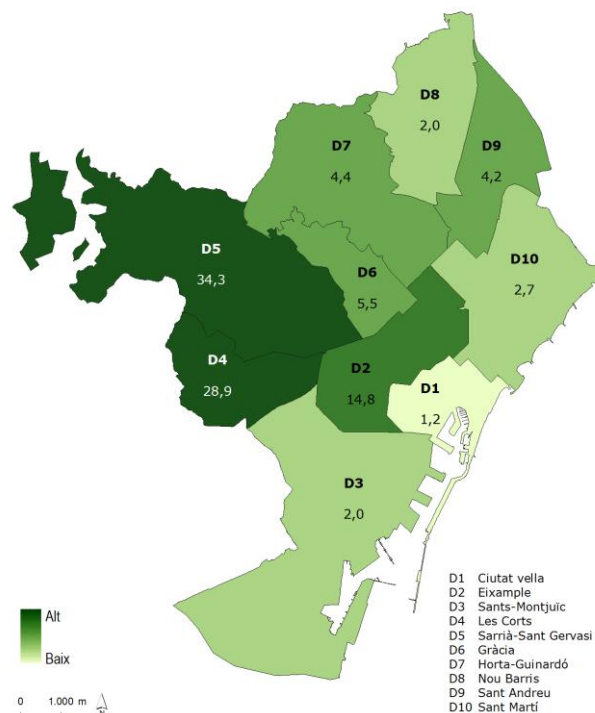 D8
2,0
D7
4,4
D9
4,2
D5
34,3
D6
5,5
D10
2,7
D4
28,9
D2
14,8
D1
1,2
D3
2,0
D1 Ciutat vella
D2 Eixample
D3 Sants-Montjuïc
D4 Les Corts
D5 Sarrià-Sant Gervasi
D6 Gràcia
D7 Horta-Guinardó
D8 Nou Barris
D9 Sant Andreu
D10 Sant Martí
Alt
Baix
0 1.000 m
N